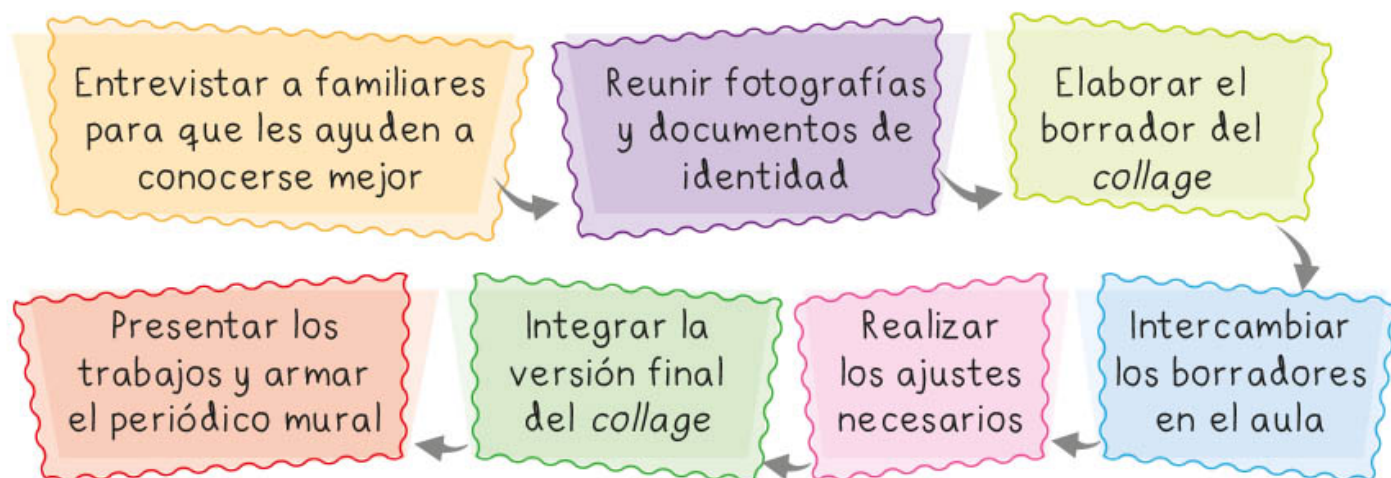 Entrevistar a familiares
para que les ayuden a
conocerse mejor
Reunir fotografías
y documentos de
identidad
Elaborar el
borrador del
collage
Intercambiar
los borradores
en el aula
Realizar
los ajustes
necesarios
Integrar la
versión final
del collage
Presentar los
trabajos y armar
el periódico mural